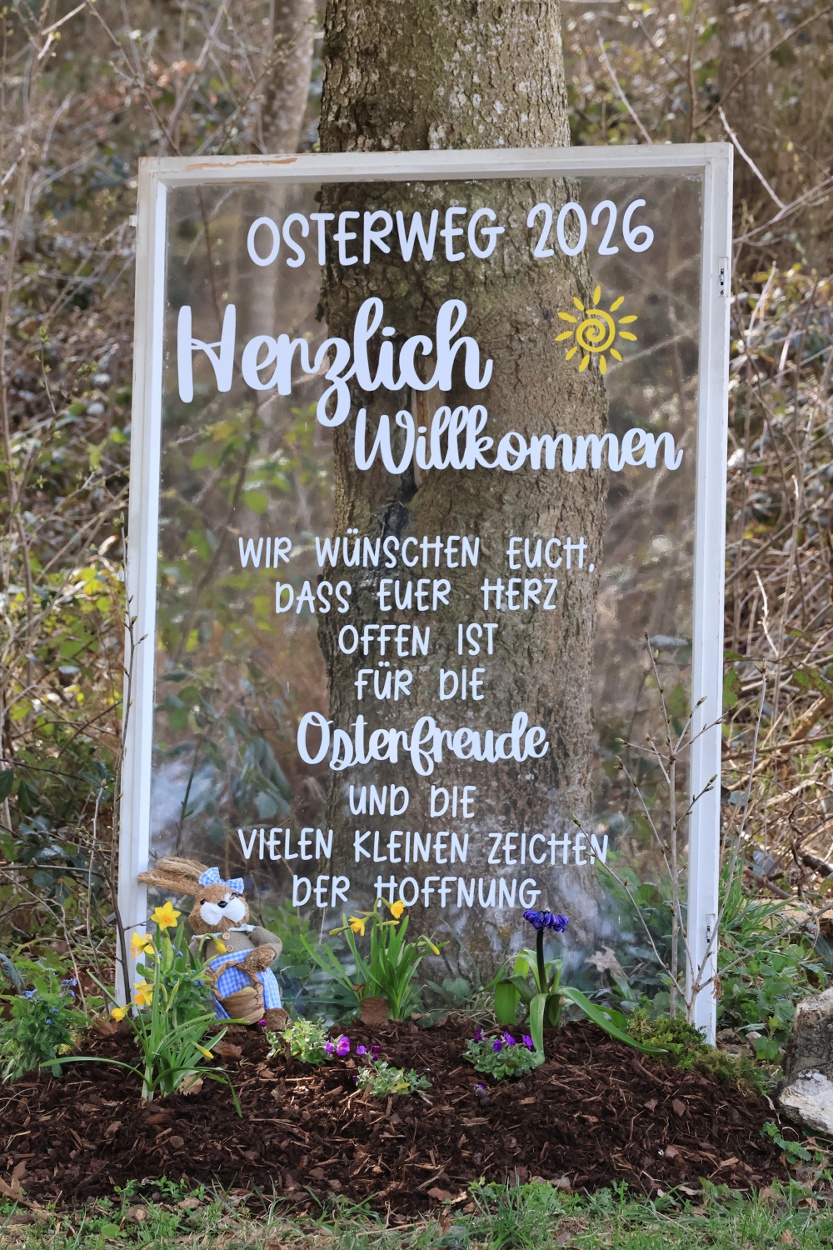 OSTERWEG 2026
Herzlich
Willkommen
WIR WÜNSCHEN EUCH,
DASS EUER HERZ
OFFEN IST
FÜR DIE
Osterfreude
UND DIE
VIELEN KLEINEN ZEICHEN
DER HOFFNUNG